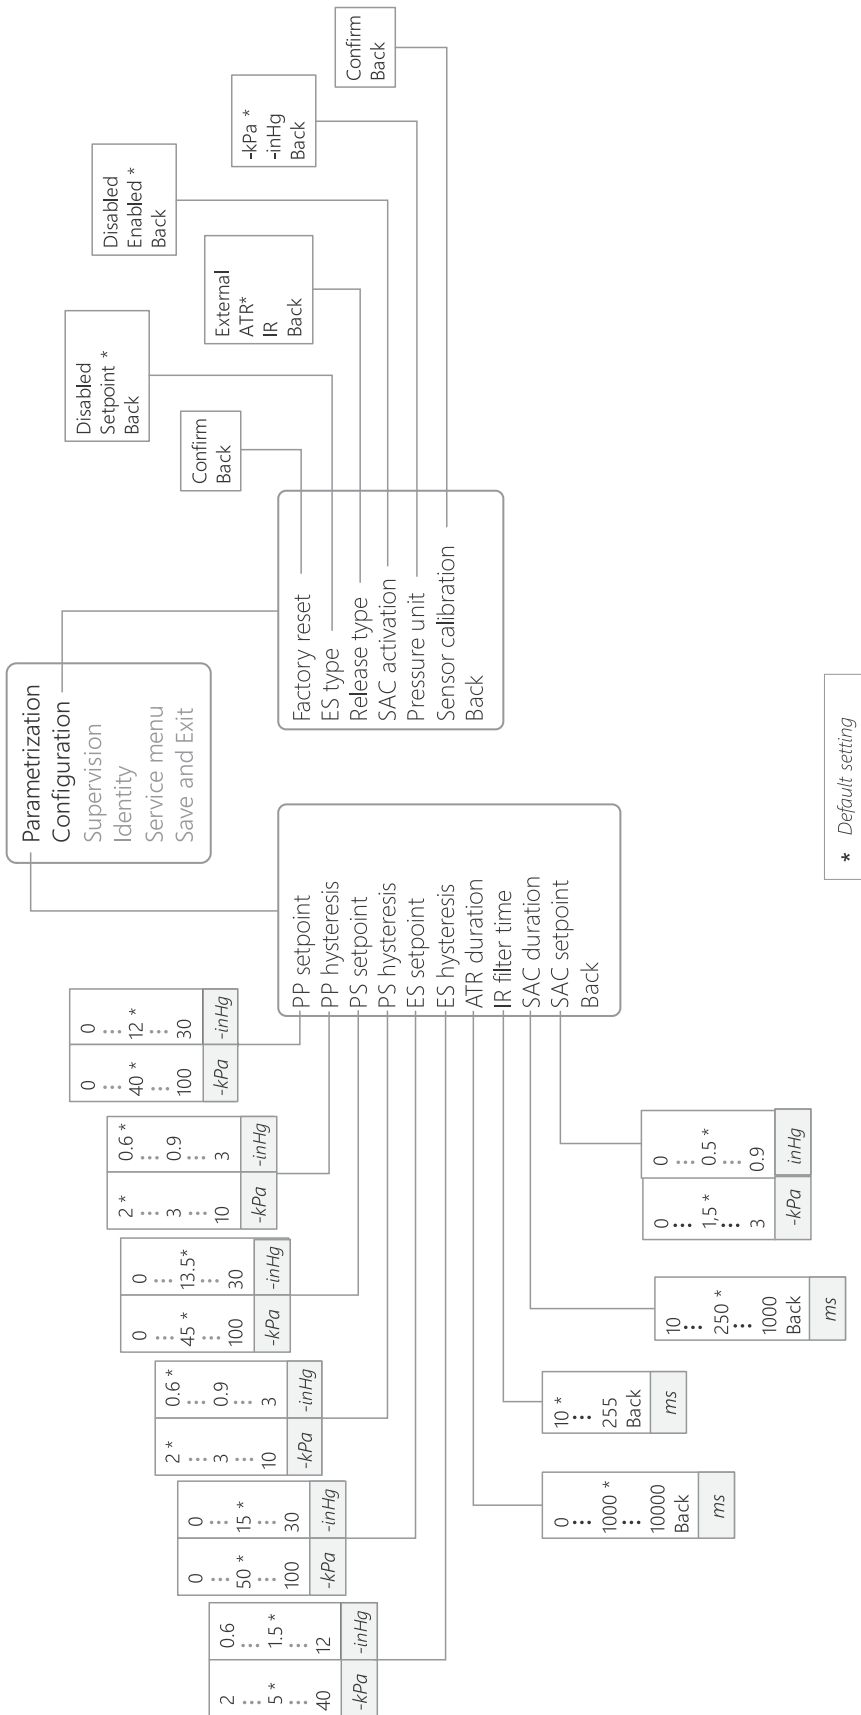 Parametrization
Configuration
Supervision
Identity
Service menu
Save and Exit
PP setpoint
PP hysteresis
PS setpoint
PS hysteresis
ES setpoint
ES hysteresis
ATR duration
IR filter time
SAC duration
SAC setpoint
Back
Factory reset
ES type
Release type
SAC activation
Pressure unit
Sensor calibration
Back
Confirm
Back
Disabled
Setpoint *
Back
External
ATR*
IR
Back
Disabled
Enabled *
Back
-kPa *
-inHg
Back
Confirm
Back
0
...
40 *
...
100
-kPa
0
...
12 *
...
30
-inHg
2 *
...
3
...
10
-kPa
0.6 *
...
0.9
...
3
-inHg
0
...
45 *
...
100
-kPa
0
...
13.5*
...
30
-inHg
2 *
...
3
...
10
-kPa
0.6 *
...
0.9
...
3
-inHg
0
...
50 *
...
100
-kPa
0
...
15 *
...
30
-inHg
2
...
5 *
...
40
-kPa
0.6
...
1.5 *
...
12
-inHg
0
...
1000 *
...
10000
Back
ms
10 *
...
255
Back
ms
10
...
250 *
...
1000
Back
ms
0
...
1,5 *
...
3
-kPa
0
...
0.5 *
...
0.9
inHg
* Default setting